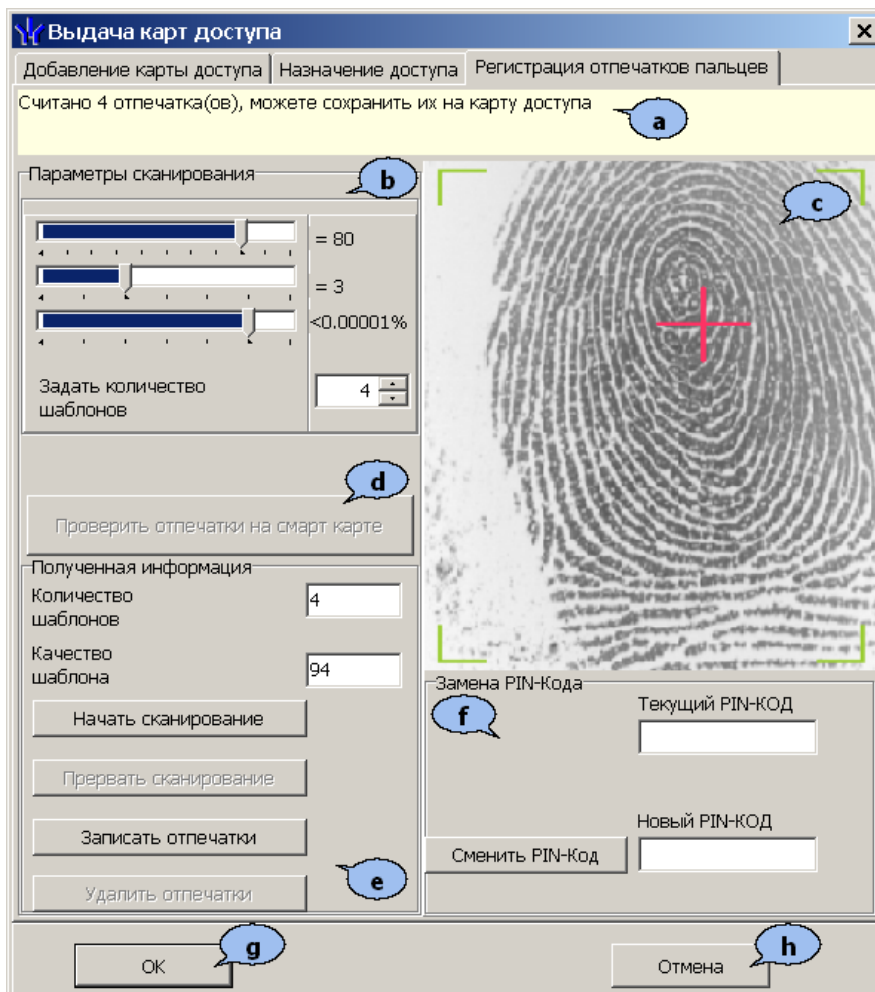 Выдача карт доступа
Добавление карты доступа
Назначение доступа
Регистрация отпечатков пальцев
Считано 4 отпечатка(ов), можете сохранить их на карту доступа
a
Параметры сканирования
b
c
= 80
= 3
<0.00001%
Задать количество
шаблонов
4
d
Проверить отпечатки на смарт карте
Полученная информация
Количество
шаблонов
4
Качество
шаблона
94
Начать сканирование
Прервать сканирование
Записать отпечатки
Удалить отпечатки
e
Замена PIN-Кода
f
Текущий PIN-КОД
Новый PIN-КОД
Сменить PIN-Код
g
OK
h
Отмена